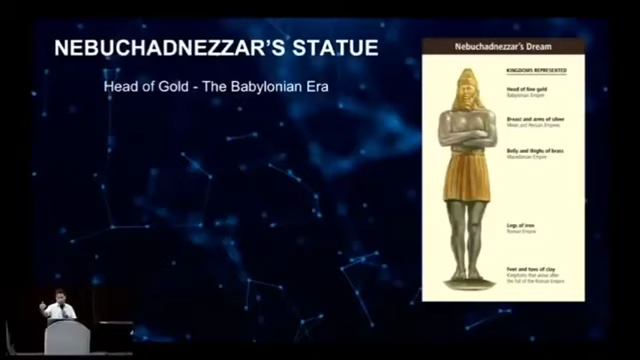 NEBUCHADNEZZAR'S STATUE
Head of Gold - The Babylonian Era
Nebuchadnezzar's Dream
KINGDOMS REPRESENTED
Head of fine gold
Babylonian Empire
Breast and arms of silver
Mede and Persian Empires
Belly and thighs of brass
Macedonian Empire
Legs of iron
Roman Empire
Feet and toes of clay
Kingdoms that arose after
the fall of the Roman Empire